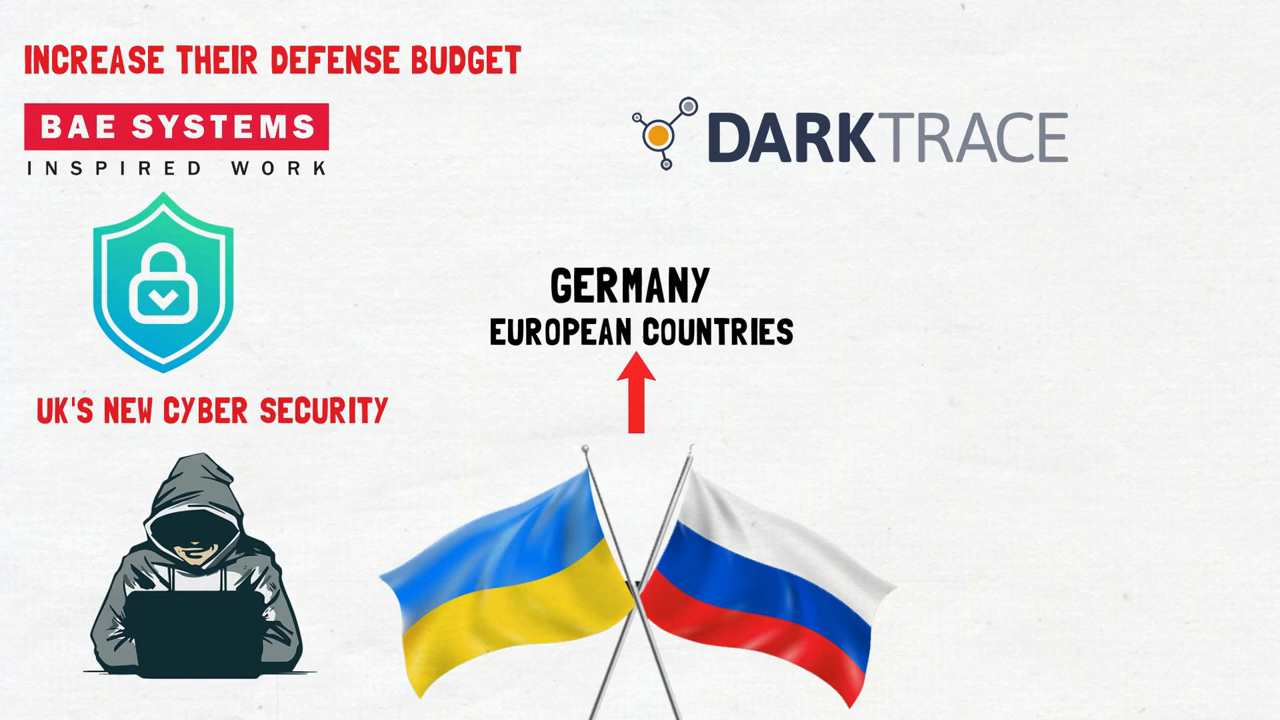 INCREASE THEIR DEFENSE BUDGET
BAE SYSTEMS
INSPIRED WORK
DARKTRACE
GERMANY
EUROPEAN COUNTRIES
UK'S NEW CYBER SECURITY